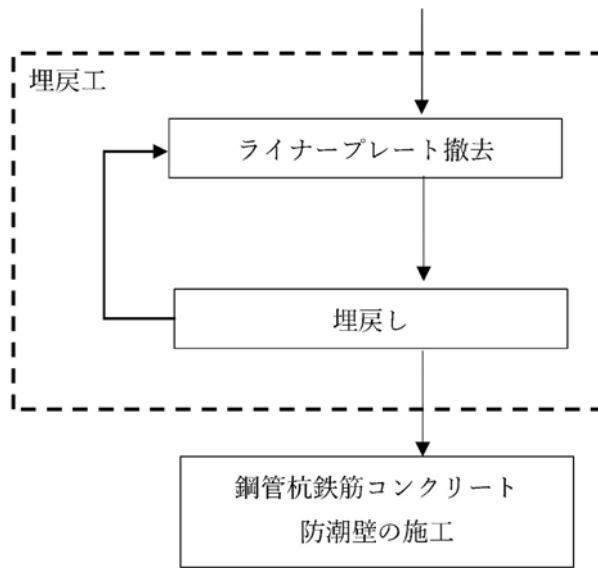 埋戻工
ライナープレート撤去
埋戻し
鋼管杭鉄筋コンクリート
防潮壁の施工